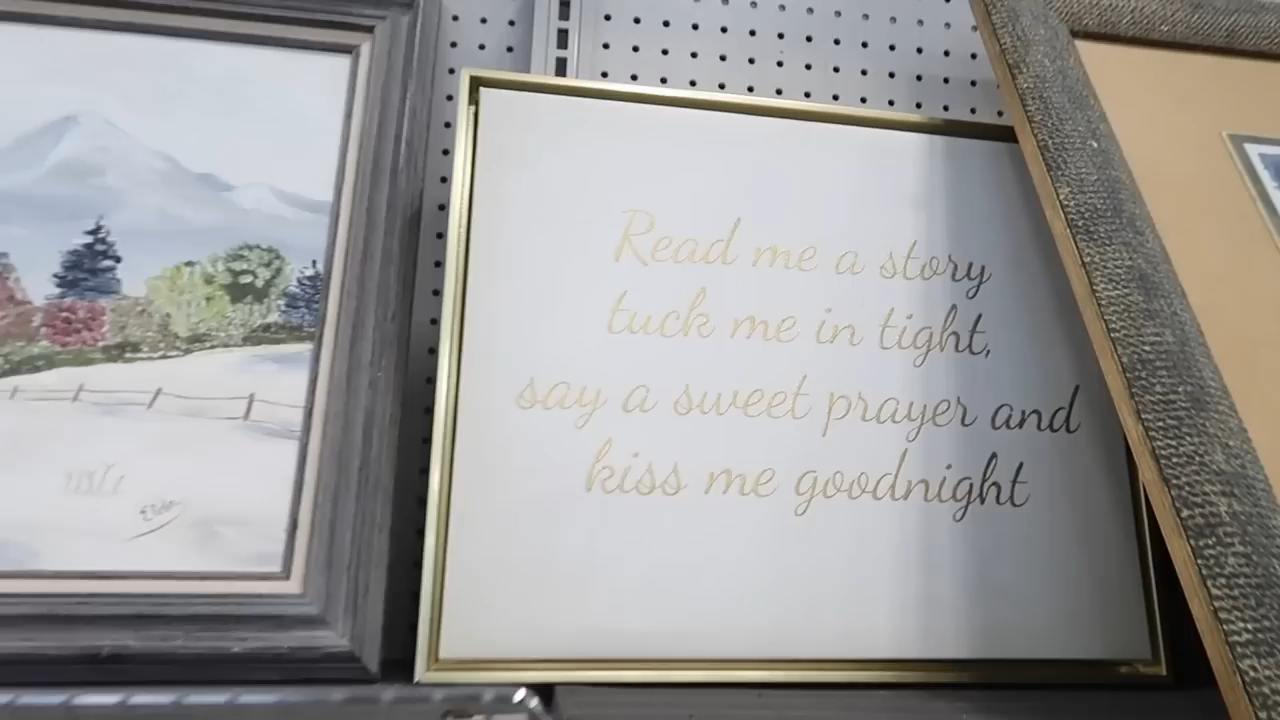 Read me a story
tuck me in tight,
say a sweet prayer and
kiss me goodnight